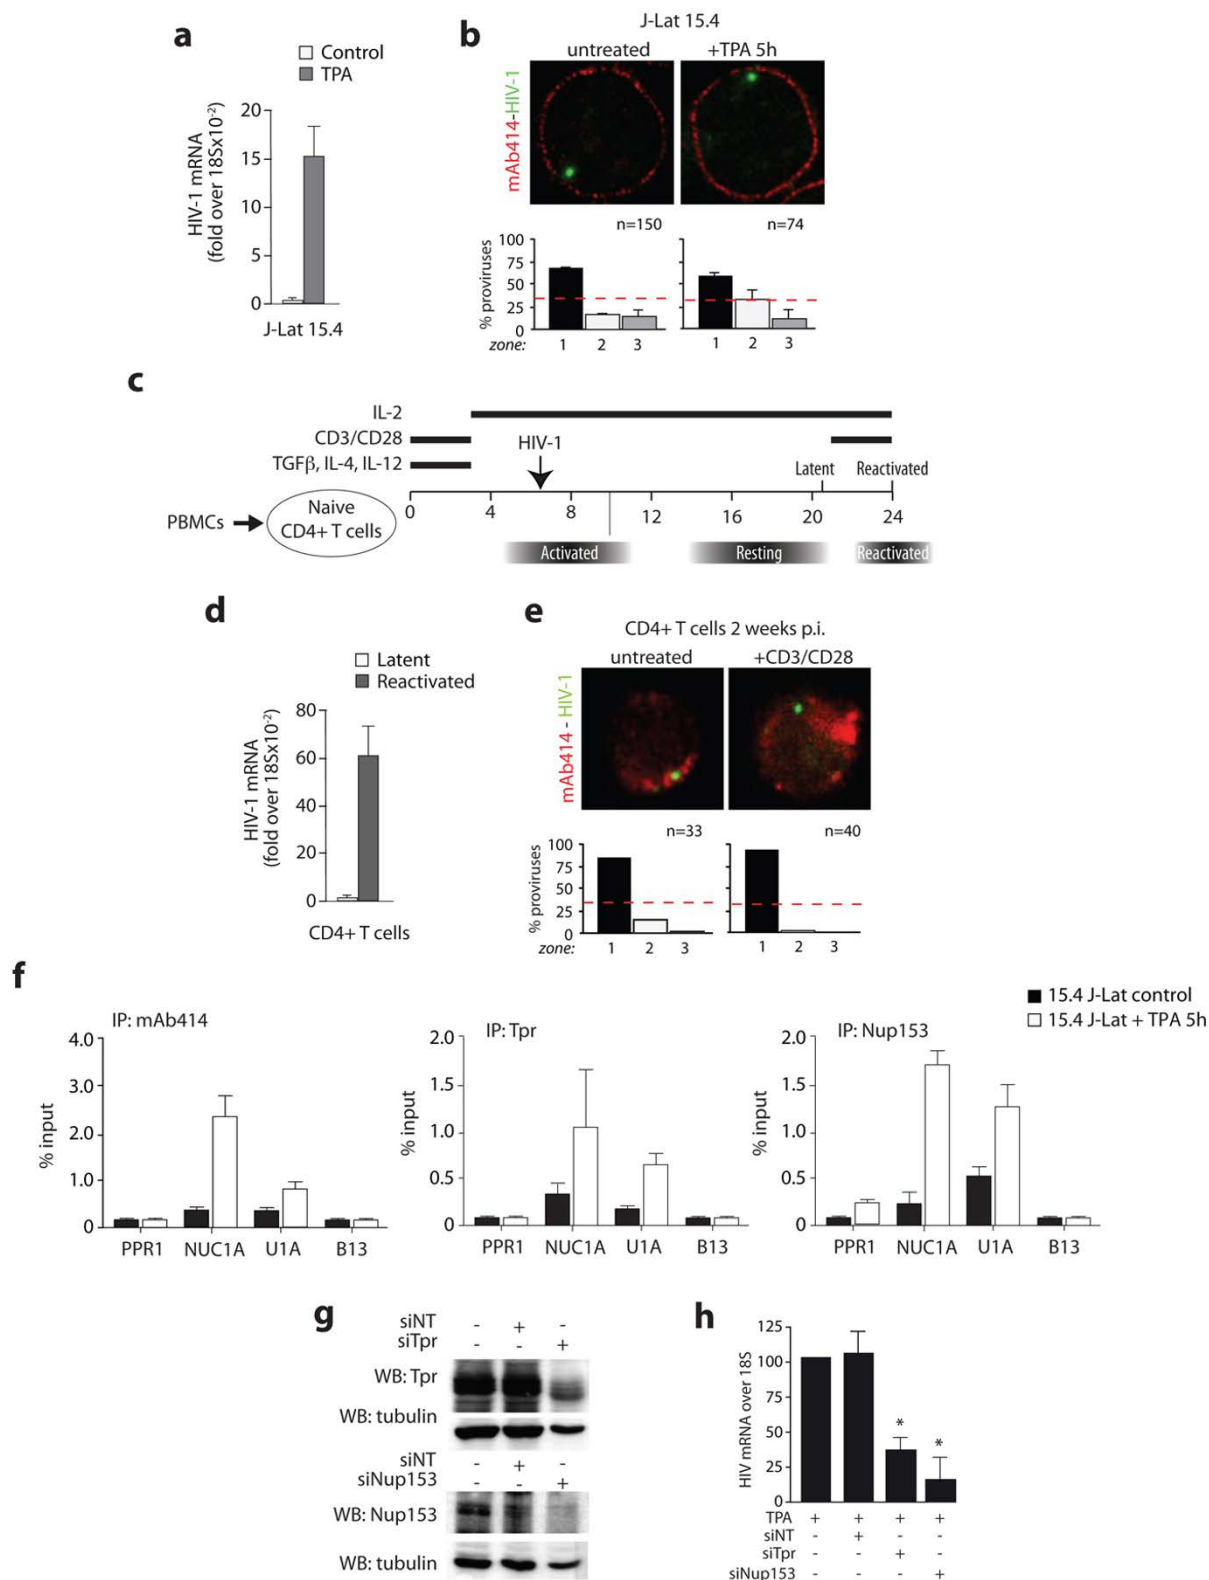 a
Control
TPA
HIV-1 mRNA
(fold over 18Sx10-2)
20
15
10
5
0
J-Lat 15.4
b
J-Lat 15.4
untreated
+TPA 5h
mAb414-HIV-1
n=150
n=74
% proviruses
100
75
50
25
0
zone:
1 2 3
1 2 3
c
IL-2
CD3/CD28
TGFβ, IL-4, IL-12
HIV-1
Latent
Reactivated
PBMCs
Naive
CD4+ T cells
0 4 8 12 16 20 24
Activated
Resting
Reactivated
d
Latent
Reactivated
HIV-1 mRNA
(fold over 18Sx10-2)
80
60
40
20
0
CD4+ T cells
e
CD4+ T cells 2 weeks p.i.
untreated
+CD3/CD28
mAb414 - HIV-1
n=33
n=40
% proviruses
100
75
50
25
0
zone:
1 2 3
1 2 3
f
15.4 J-Lat control
15.4 J-Lat + TPA 5h
IP: mAb414
% input
4.0
3.0
2.0
1.0
0
PPR1 NUC1A U1A B13
IP: Tpr
% input
2.0
1.5
1.0
0.5
0
PPR1 NUC1A U1A B13
IP: Nup153
% input
2.0
1.5
1.0
0.5
0
PPR1 NUC1A U1A B13
g
siNT - + -
siTpr - - +
WB: Tpr
WB: tubulin
siNT - + -
siNup153 - - +
WB: Nup153
WB: tubulin
h
HIV mRNA over 18S
125
100
75
50
25
0
* *
TPA + + + +
siNT - + - -
siTpr - - + -
siNup153 - - - +